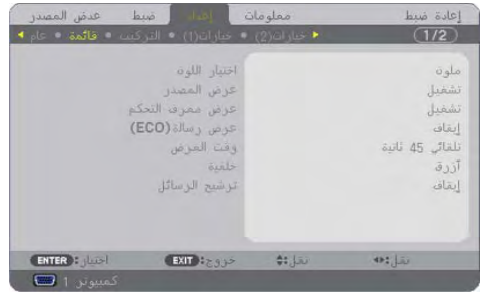 عرض المصدر ضبط إعداد معلومات إعادة ضبط
عام • قائمة • التركيب • خيارات(1) • خيارات(2) (1/2)
اختيار اللون ملون
عرض المصدر تشغيل
عرض معرف التحكم تشغيل
عرض رسالة (ECO) إيقاف
وقت العرض تلقائي 45 ثانية
خلفية أزرق
ترشيح الرسائل إيقاف
اختيار: ENTER خروج: EXIT نقل: نقل:
كمبيوتر 1